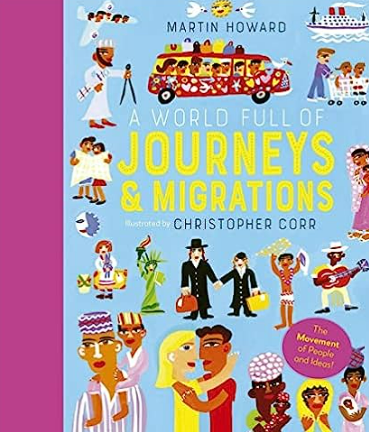 MARTIN HOWARD
A WORLD FULL OF
JOURNEYS
& MIGRATIONS
Illustrated by CHRISTOPHER CORR
The
Movement
of People
and Ideas!